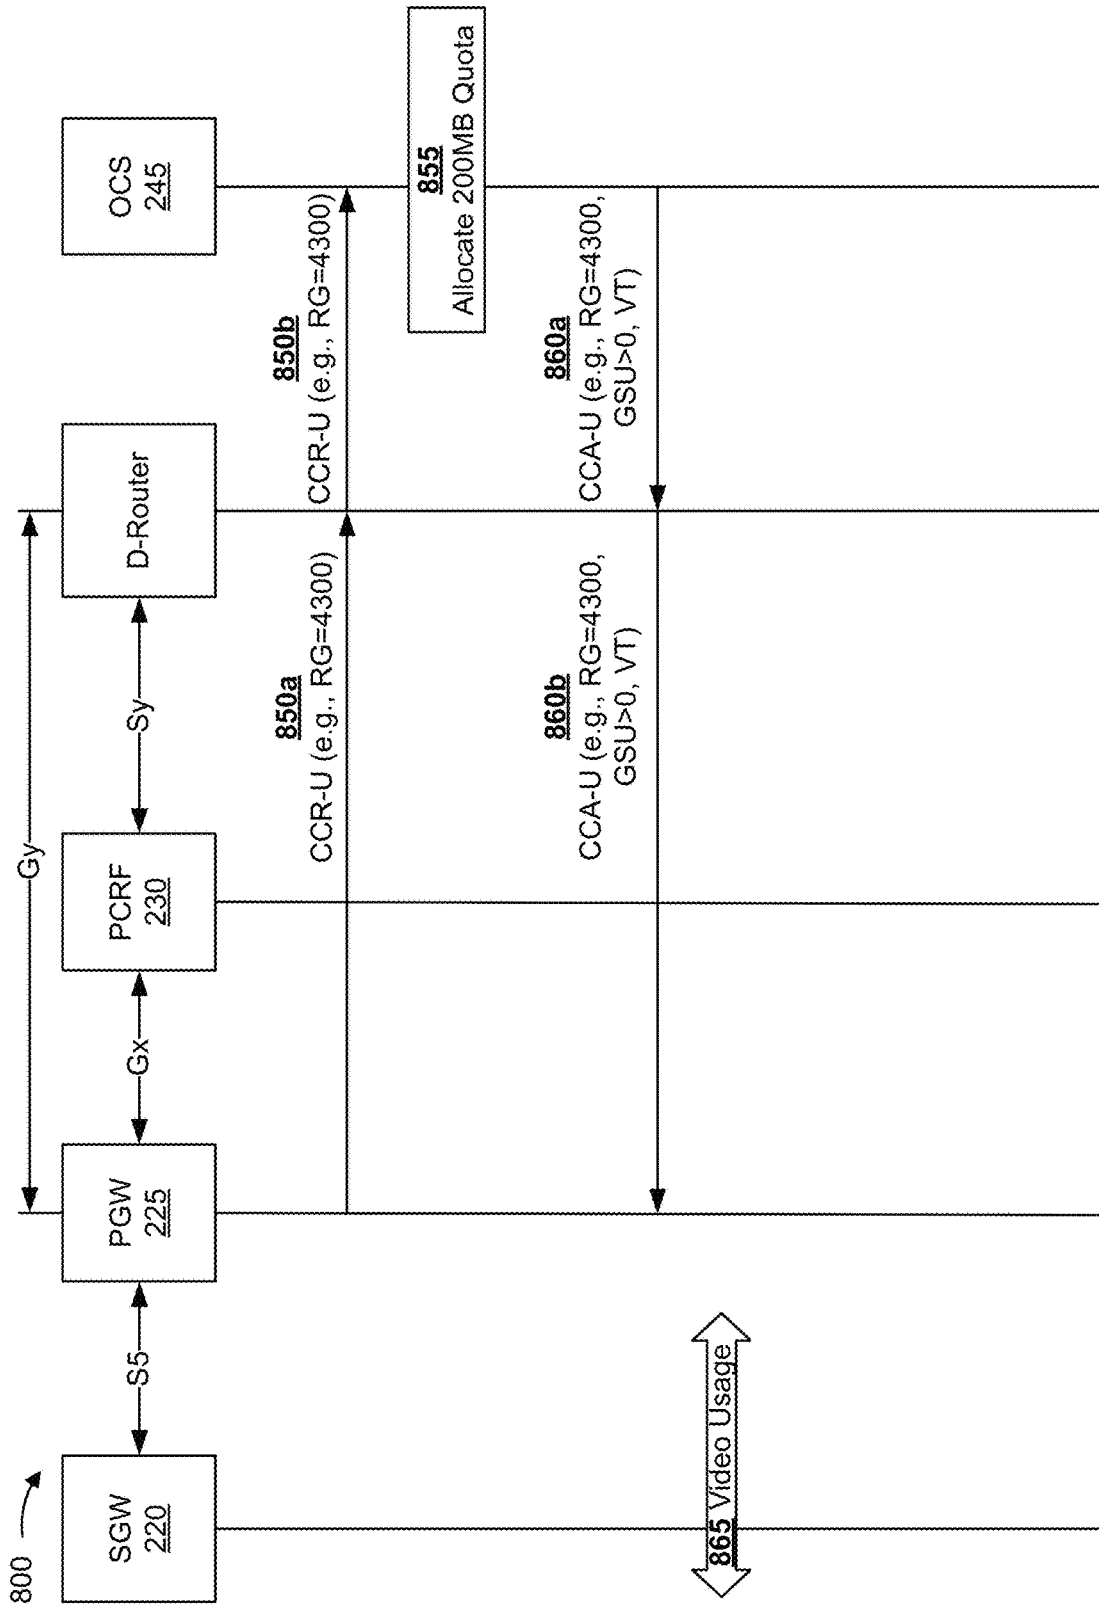 800
Gy
SGW
220
S5
PGW
225
Gx
PCRF
230
Sy
D-Router
OCS
245
850a
CCR-U (e.g., RG=4300)
850b
CCR-U (e.g., RG=4300)
855
Allocate 200MB Quota
860b
CCA-U (e.g., RG=4300,
GSU>0, VT)
860a
CCA-U (e.g., RG=4300,
GSU>0, VT)
865 Video Usage